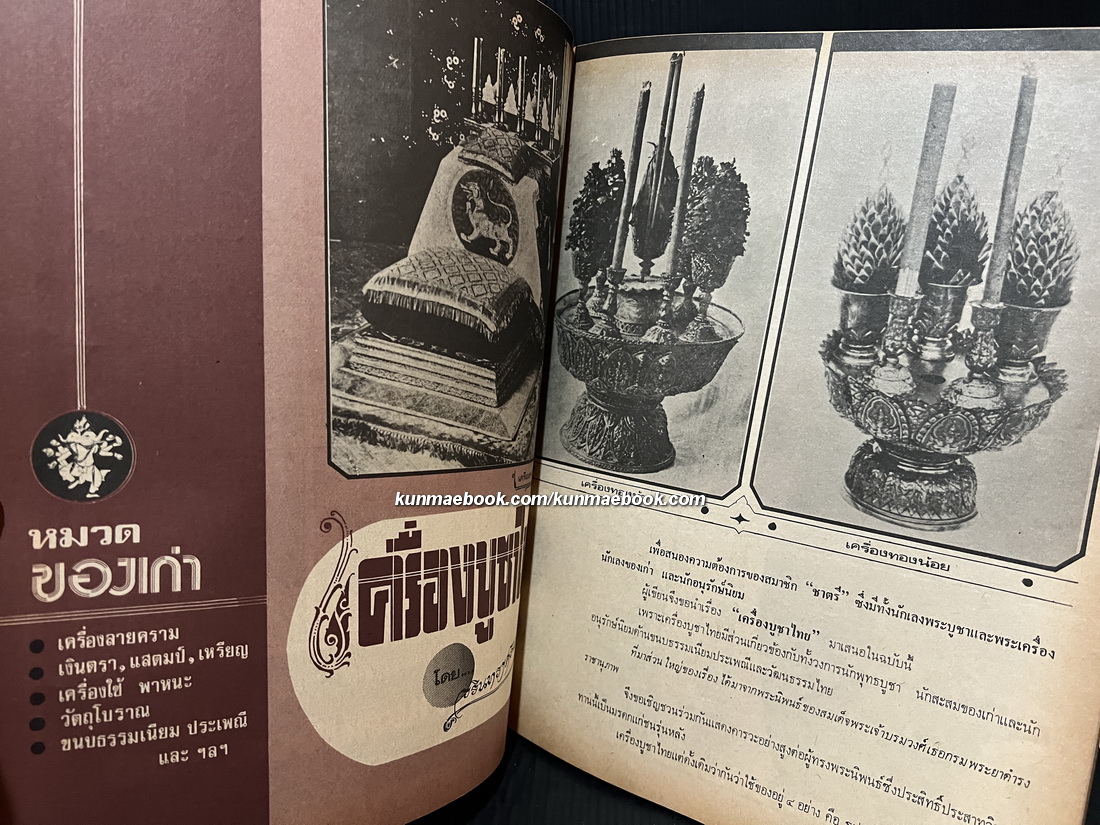 หมวด
ของเก่า
เครื่องลายคราม
เงินตรา, แสตมป์, เหรียญ
เครื่องใช้ พาหนะ
วัตถุโบราณ
ขนบธรรมเนียม ประเพณี
และ ฯลฯ
เครื่องบูชา
โดย...
kunmaebook.com/kunmaebook.com
เครื่องทองน้อย
เครื่องทองน้อย
เพื่อสนองความต้องการของสมาชิก “ชาตรี” ซึ่งมีทั้งนักเลงพระบูชาและพระเครื่อง
นักเลงของเก่า และนักอนุรักษ์นิยม
ผู้เขียนจึงขอนำเรื่อง “เครื่องบูชาไทย” มาเสนอในฉบับนี้
เพราะเครื่องบูชาไทยมีส่วนเกี่ยวข้องกับทั้งวงการนักพุทธบูชา นักสะสมของเก่าและนัก
อนุรักษ์นิยมด้านขนบธรรมเนียมประเพณีและวัฒนธรรมไทย
ที่มาส่วนใหญ่ของเรื่อง ได้มาจากพระนิพนธ์ของสมเด็จพระเจ้าบรมวงศ์เธอกรมพระยาดำรง
ราชานุภาพ
จึงขอเชิญชวนร่วมกันแสดงคารวะอย่างสูงต่อผู้ทรงพระนิพนธ์ซึ่งประสิทธิ์ประสาท
ทานนี้เป็นมรดกแก่ชนรุ่นหลัง
เครื่องบูชาไทยแต่ดั้งเดิมว่ากันว่าใช้ของอยู่ ๔ อย่าง คือ